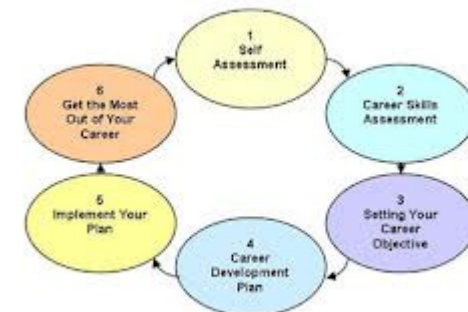 1
Self
Assessment
2
Career Skills
Assessment
3
Setting Your
Career
Objective
4
Career
Development
Plan
5
Implement Your
Plan
6
Get the Most
Out of Your
Career